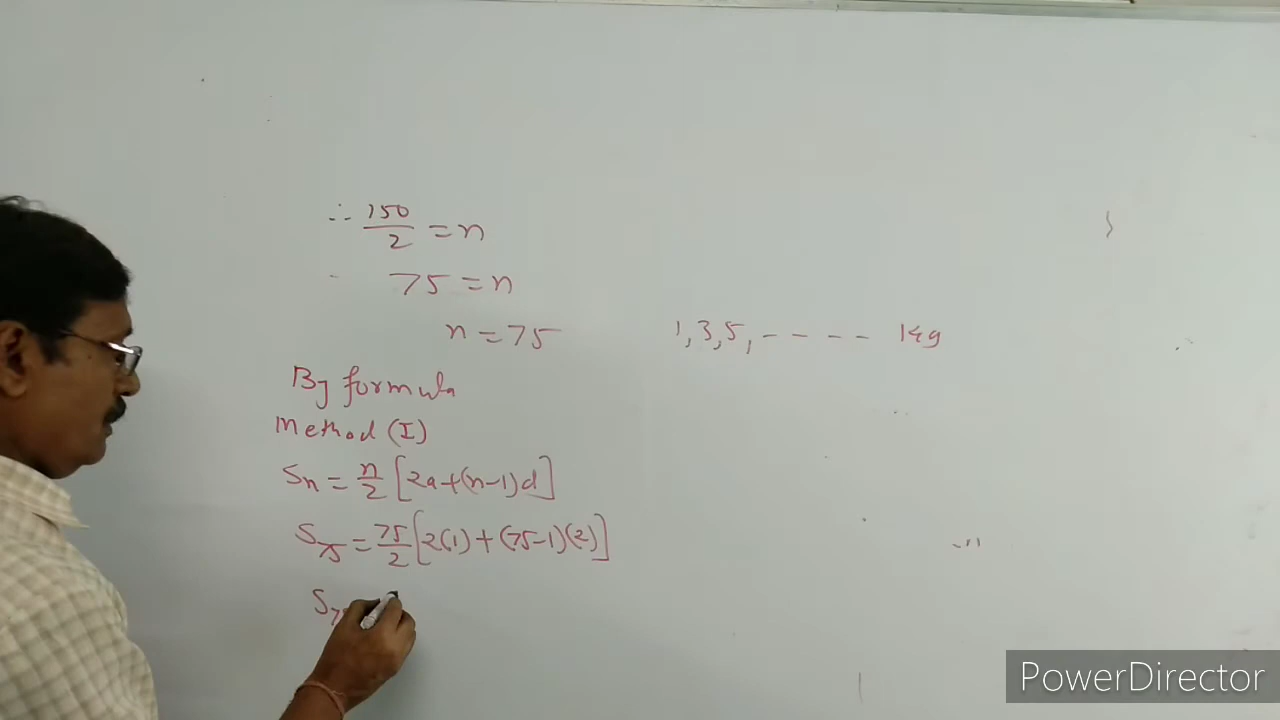 ∴ 150/2 = n
75 = n
n = 75
1, 3, 5, - - - - 149
By formula
Method (I)
Sn = n/2 [2a+(n-1)d]
S75 = 75/2 [2(1) + (75-1)(2)]
S7
PowerDirector